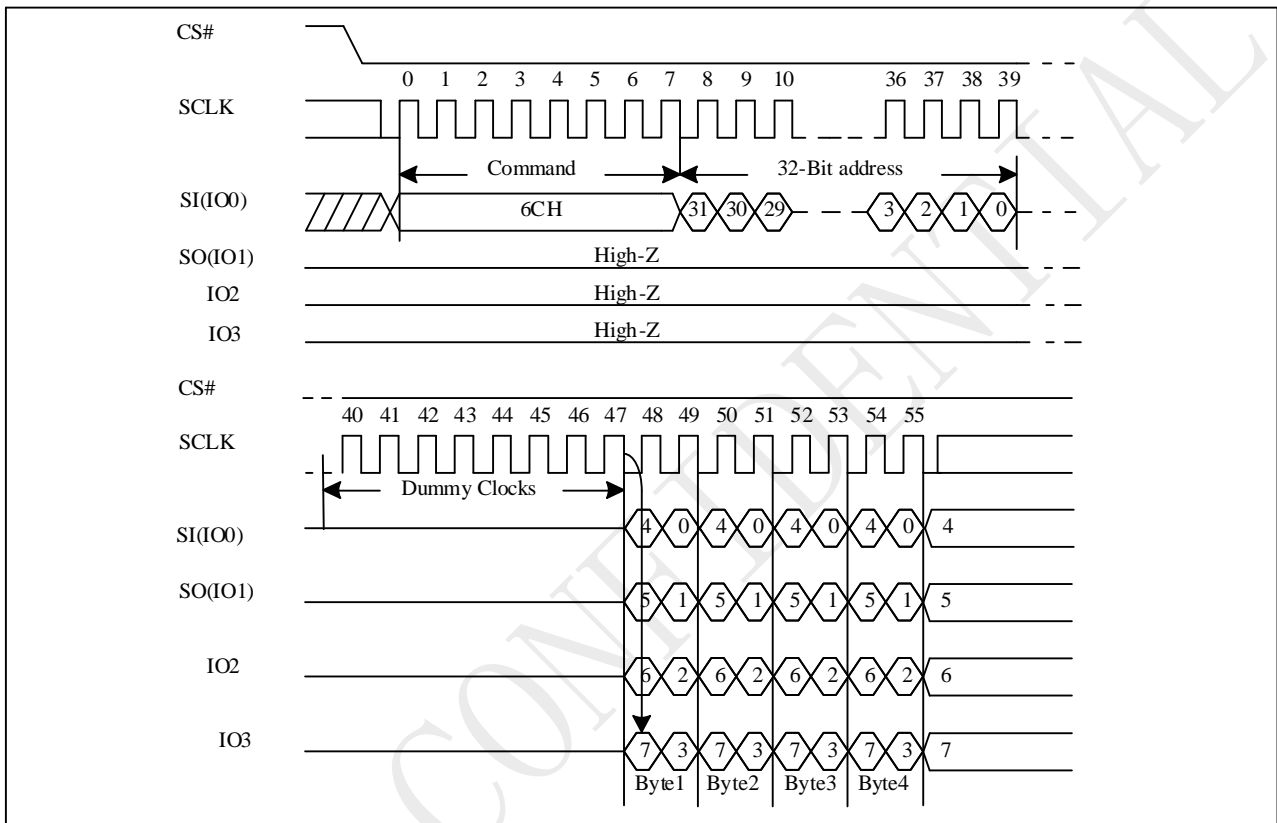 CS#
0 1 2 3 4 5 6 7 8 9 10 36 37 38 39
SCLK
Command 32-Bit address
SI(IO0) 6CH 31 30 29 3 2 1 0
SO(IO1) High-Z
IO2 High-Z
IO3 High-Z
CS#
40 41 42 43 44 45 46 47 48 49 50 51 52 53 54 55
SCLK
Dummy Clocks
SI(IO0) 4 0 4 0 4 0 4 0 4
SO(IO1) 5 1 5 1 5 1 5 1 5
IO2 6 2 6 2 6 2 6 2 6
IO3 7 3 7 3 7 3 7 3 7
Byte1 Byte2 Byte3 Byte4
CONFIDENTIAL